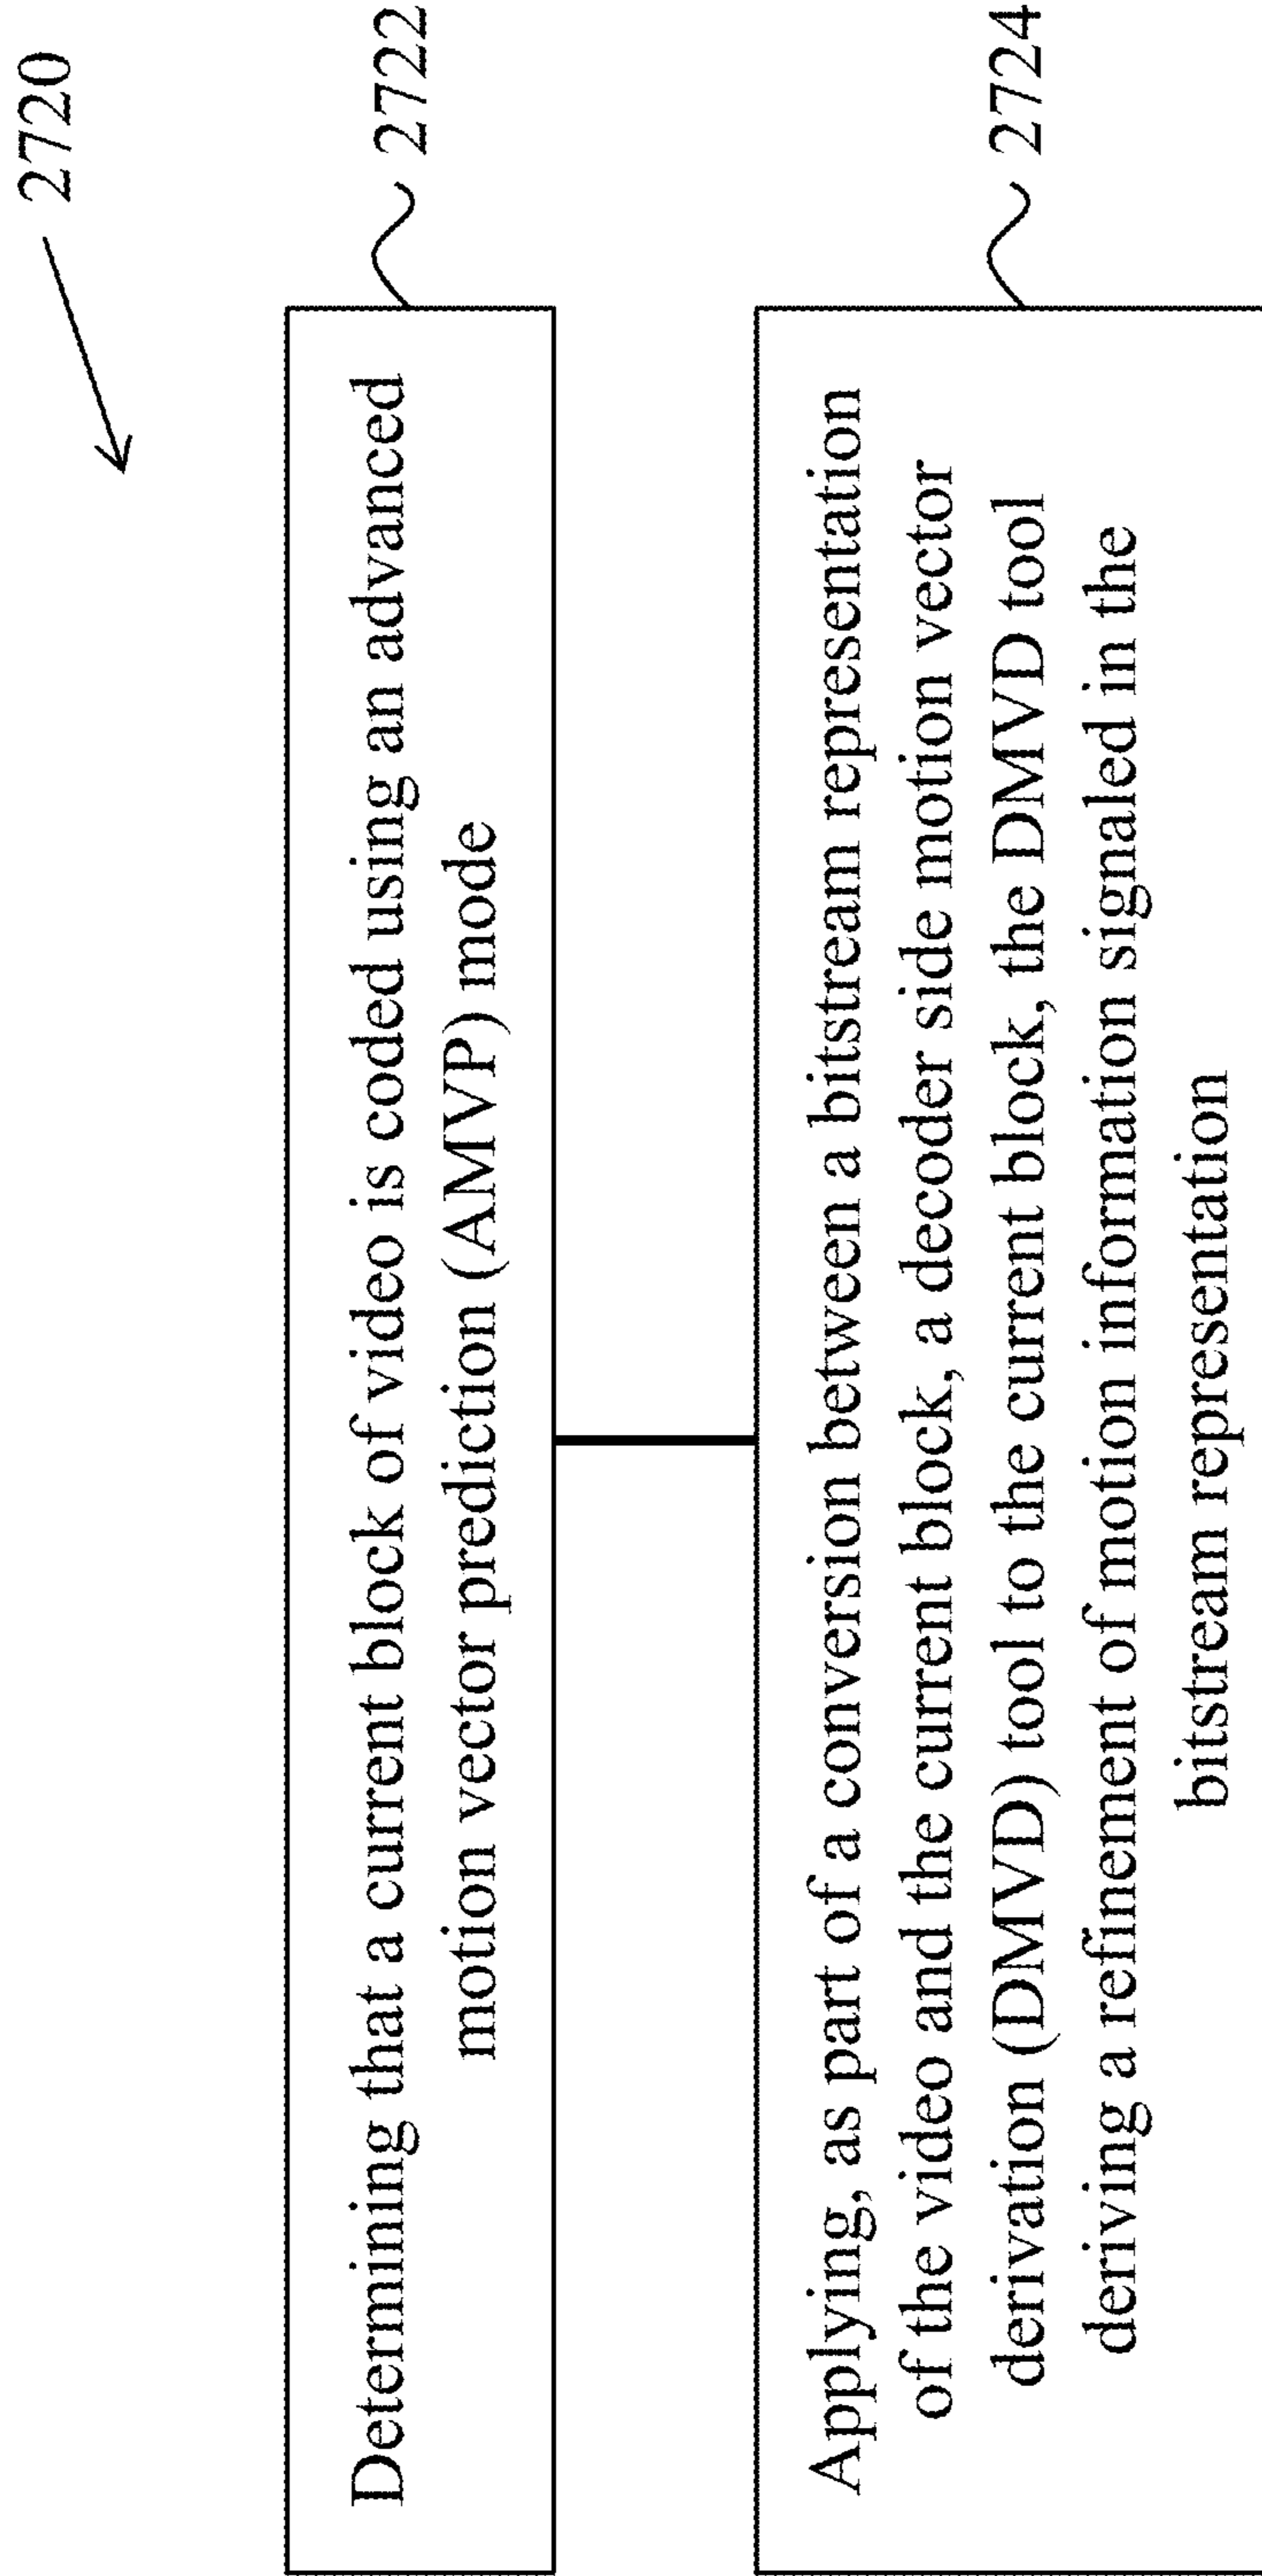 2720
Determining that a current block of video is coded using an advanced
motion vector prediction (AMVP) mode
2722
Applying, as part of a conversion between a bitstream representation
of the video and the current block, a decoder side motion vector
derivation (DMVD) tool to the current block, the DMVD tool
deriving a refinement of motion information signaled in the
bitstream representation
2724